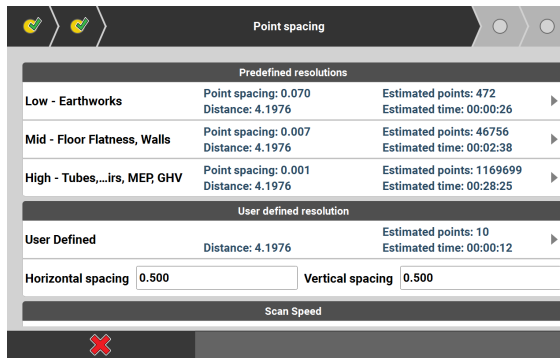 Point spacing
Predefined resolutions
Low - Earthworks
Point spacing: 0.070
Distance: 4.1976
Estimated points: 472
Estimated time: 00:00:26
Mid - Floor Flatness, Walls
Point spacing: 0.007
Distance: 4.1976
Estimated points: 46756
Estimated time: 00:02:38
High - Tubes,...irs, MEP, GHV
Point spacing: 0.001
Distance: 4.1976
Estimated points: 1169699
Estimated time: 00:28:25
User defined resolution
User Defined
Distance: 4.1976
Estimated points: 10
Estimated time: 00:00:12
Horizontal spacing 0.500 Vertical spacing 0.500
Scan Speed